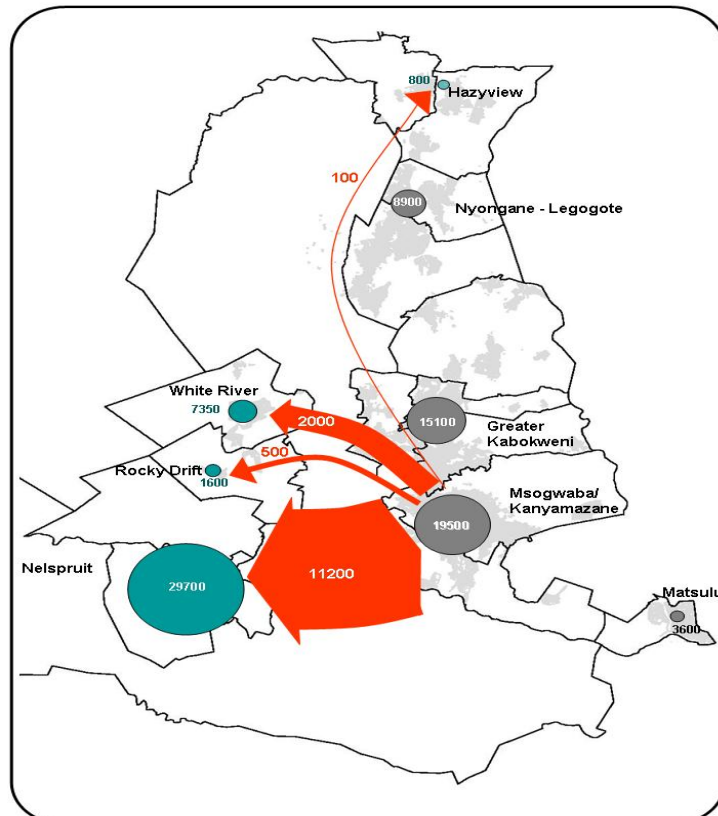 800
Hazyview
100
8900
Nyongane - Legogote
White River
7350
2000
15100
Greater
Kabokweni
500
Rocky Drift
1600
Msogwaba/
Kanyamazane
19500
Nelspruit
11200
29700
Matsulu
3600